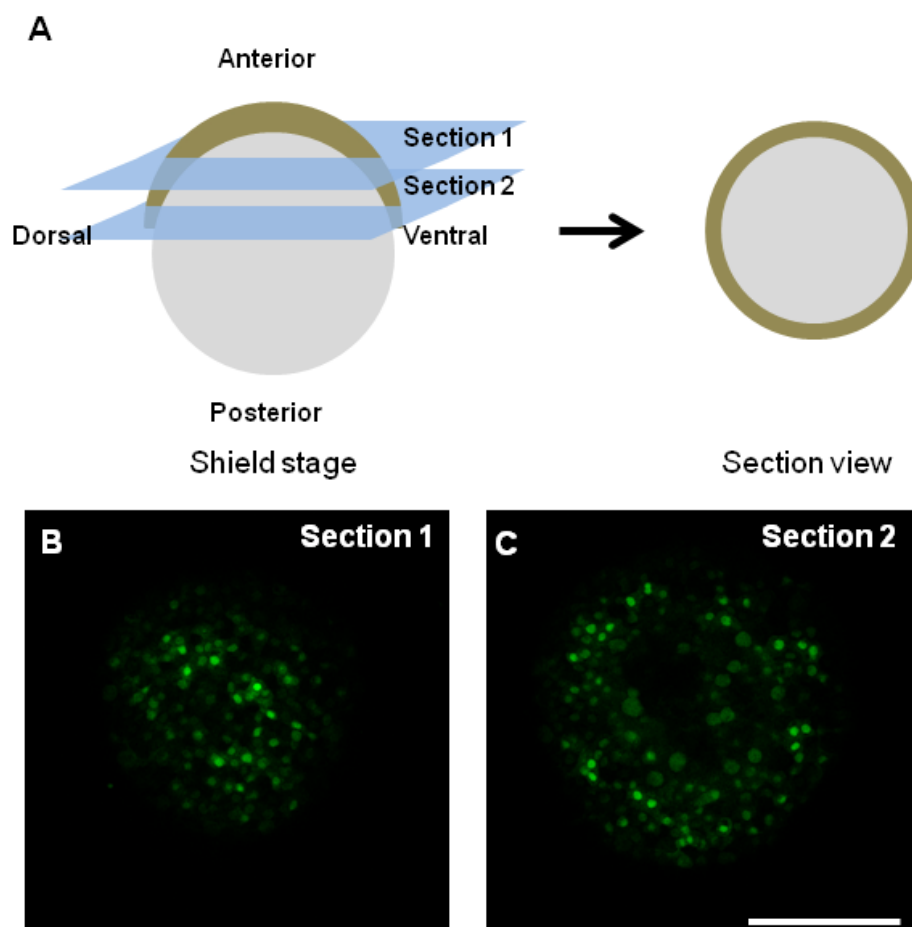 A
Anterior
Section 1
Section 2
Dorsal
Ventral
Posterior
Shield stage
Section view
B
Section 1
C
Section 2